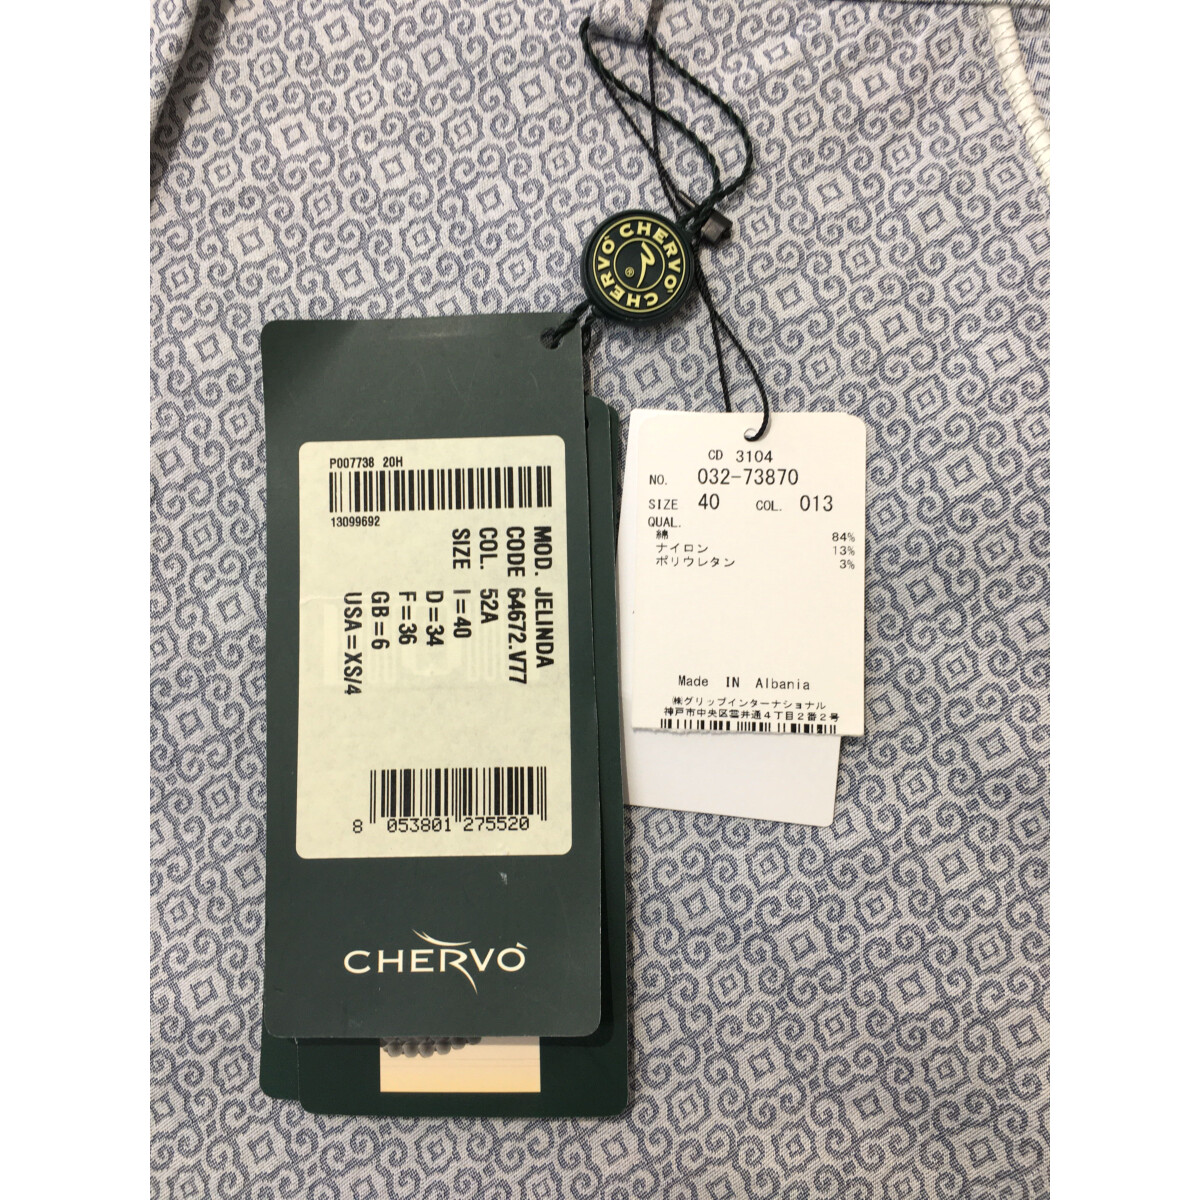 CHERVÒ CHERVÒ
®
P007738 20H
13099692
MOD. JELINDA
CODE 64672.V77
COL. 52A
SIZE I=40
D=34
F=36
GB=6
USA=XS/4
8 053801 275520
CHERVÒ
CD 3104
NO. 032-73870
SIZE 40 COL. 013
QUAL.
綿 84%
ナイロン 13%
ポリウレタン 3%
Made IN Albania
㈱グリップインターナショナル
神戸市中央区雲井通4丁目2番2号